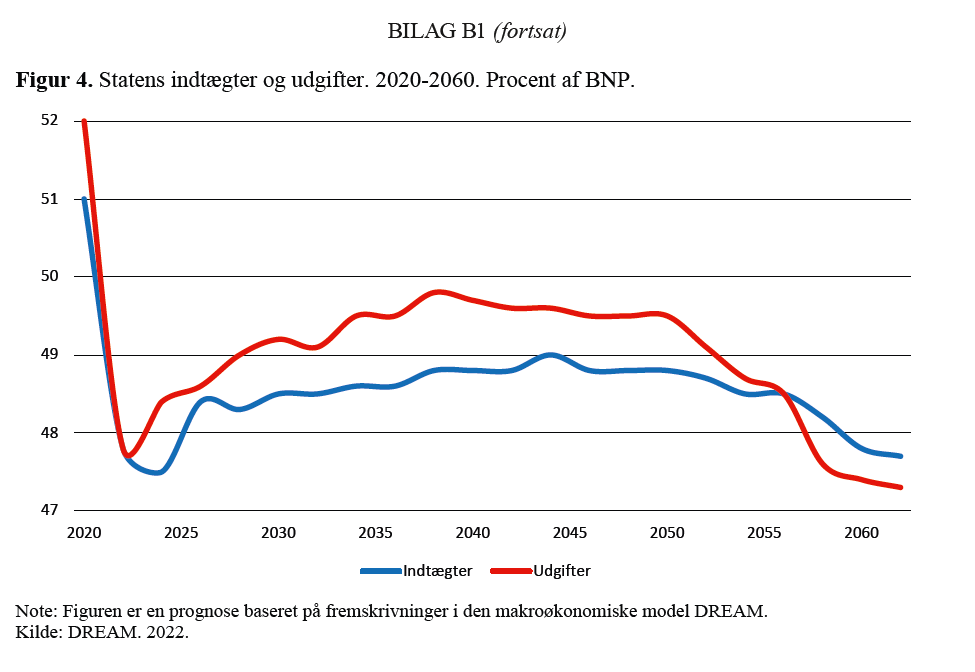 BILAG B1 (fortsat)
Figur 4. Statens indtægter og udgifter. 2020-2060. Procent af BNP.
52
51
50
49
48
47
2020 2025 2030 2035 2040 2045 2050 2055 2060
Indtægter Udgifter
Note: Figuren er en prognose baseret på fremskrivninger i den makroøkonomiske model DREAM.
Kilde: DREAM. 2022.